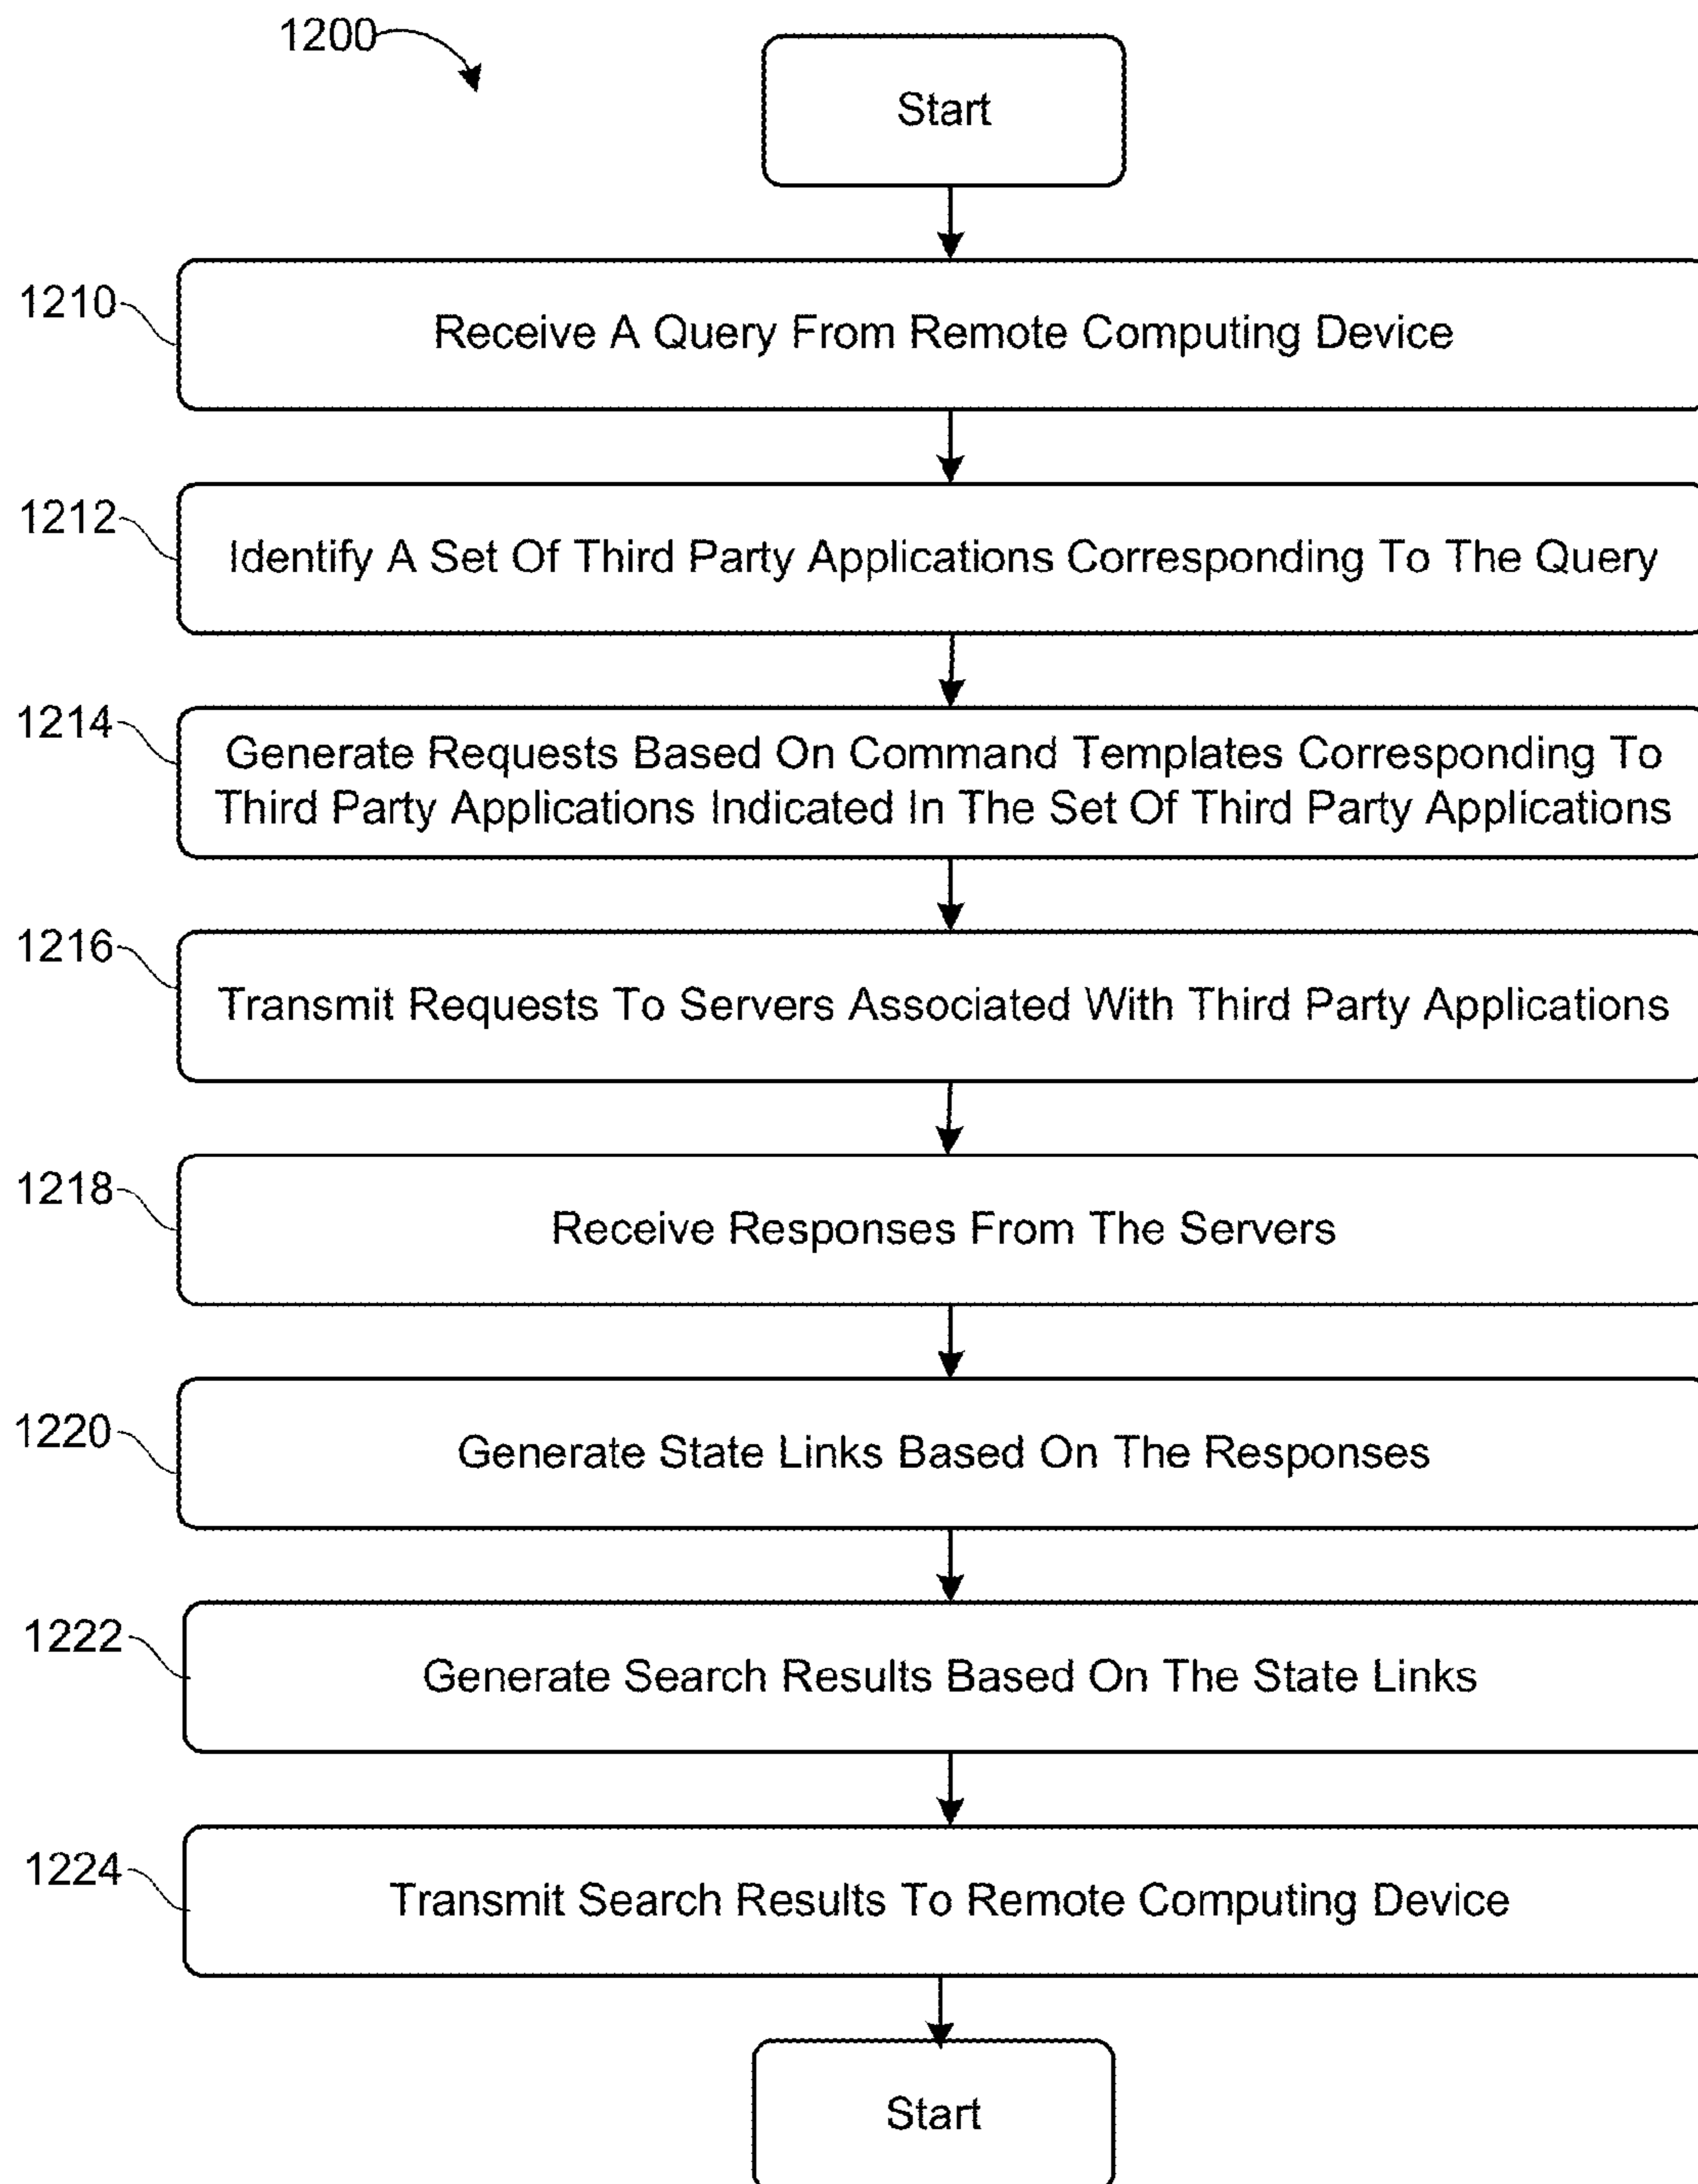 1200
Start
1210
Receive A Query From Remote Computing Device
1212
Identify A Set Of Third Party Applications Corresponding To The Query
1214
Generate Requests Based On Command Templates Corresponding To
Third Party Applications Indicated In The Set Of Third Party Applications
1216
Transmit Requests To Servers Associated With Third Party Applications
1218
Receive Responses From The Servers
1220
Generate State Links Based On The Responses
1222
Generate Search Results Based On The State Links
1224
Transmit Search Results To Remote Computing Device
Start